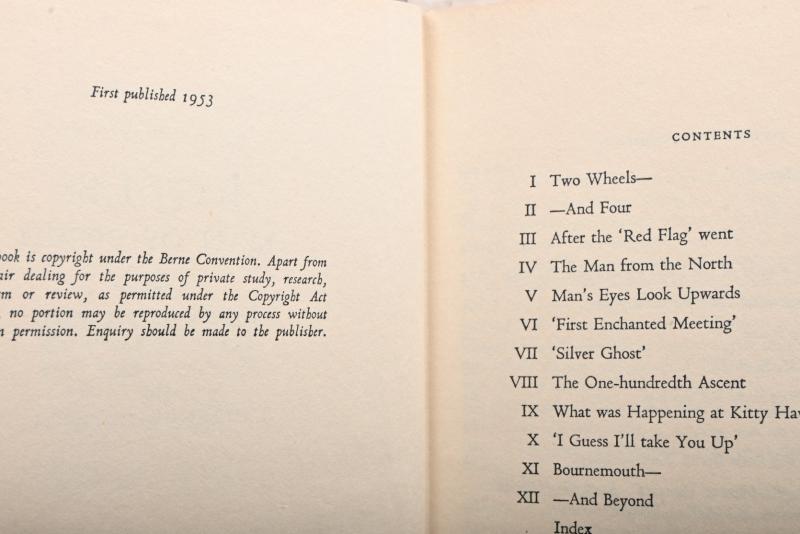 First published 1953
book is copyright under the Berne Convention. Apart from
air dealing for the purposes of private study, research,
m or review, as permitted under the Copyright Act
, no portion may be reproduced by any process without
n permission. Enquiry should be made to the publisher.
CONTENTS
I Two Wheels—
II —And Four
III After the ‘Red Flag’ went
IV The Man from the North
V Man’s Eyes Look Upwards
VI ‘First Enchanted Meeting’
VII ‘Silver Ghost’
VIII The One-hundredth Ascent
IX What was Happening at Kitty Haw
X ‘I Guess I’ll take You Up’
XI Bournemouth—
XII —And Beyond
Index